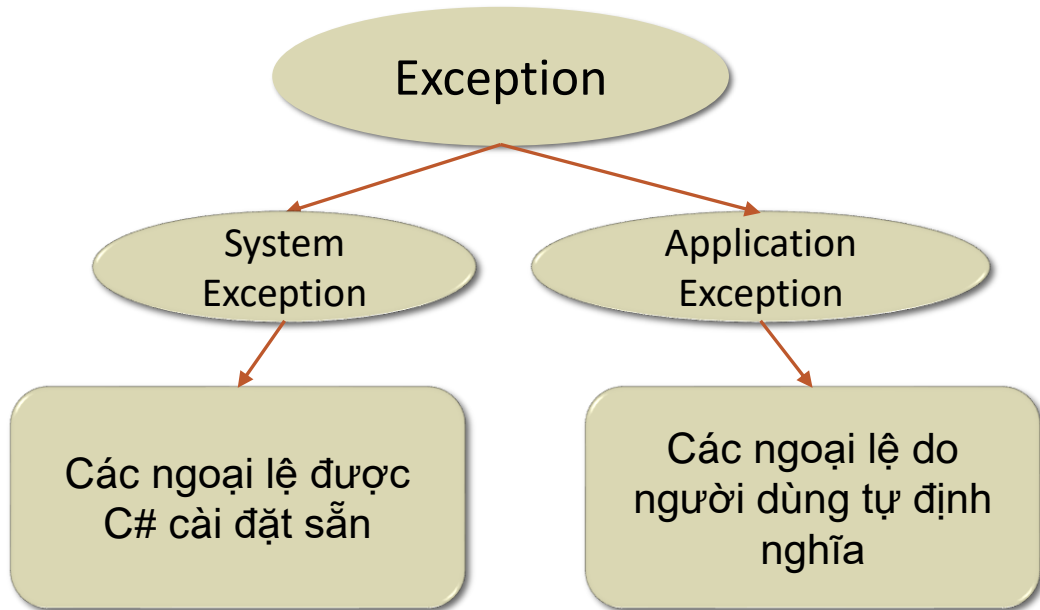 Exception
System
Exception
Application
Exception
Các ngoại lệ được
C# cài đặt sẵn
Các ngoại lệ do
người dùng tự định
nghĩa